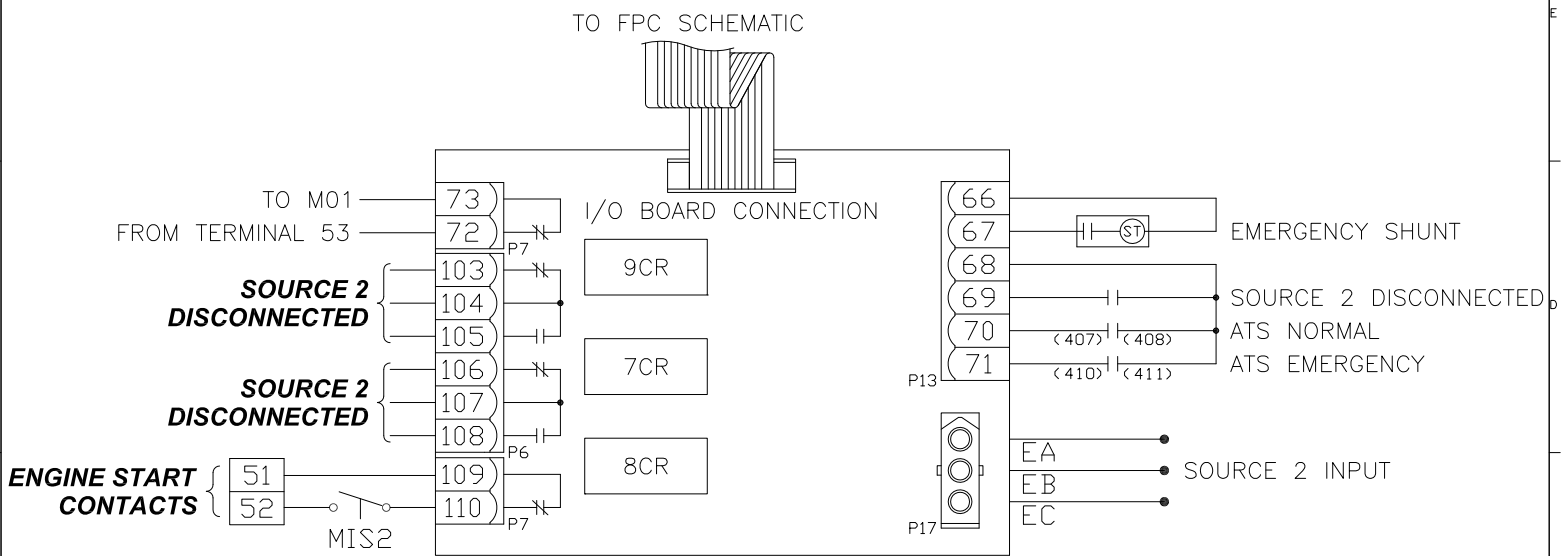 TO FPC SCHEMATIC
E
TO M01
73
I/O BOARD CONNECTION
66
FROM TERMINAL 53
72
P7
67
ST
EMERGENCY SHUNT
SOURCE 2
DISCONNECTED
103
104
105
9CR
68
69
SOURCE 2 DISCONNECTED
D
70
(407)
(408)
ATS NORMAL
71
(410)
(411)
ATS EMERGENCY
P13
SOURCE 2
DISCONNECTED
106
107
108
P6
7CR
ENGINE START
CONTACTS
51
52
MIS2
109
110
P7
8CR
P17
EA
EB
EC
SOURCE 2 INPUT